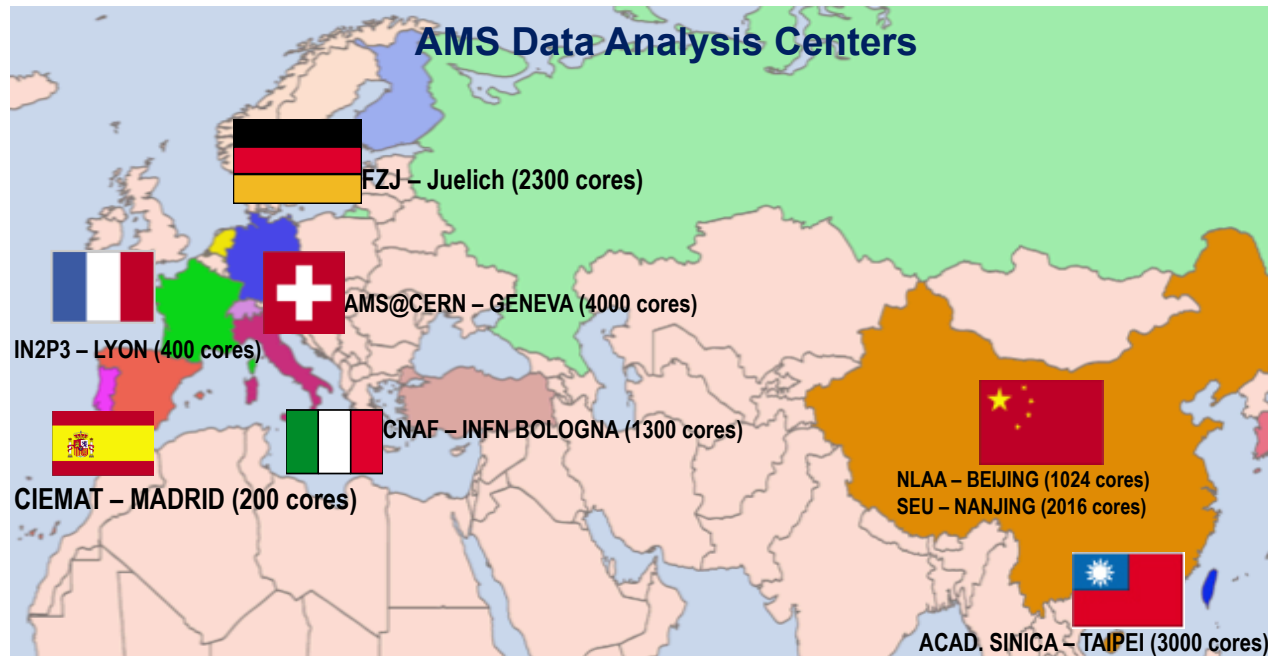 AMS Data Analysis Centers
FZJ – Juelich (2300 cores)
AMS@CERN – GENEVA (4000 cores)
IN2P3 – LYON (400 cores)
CNAF – INFN BOLOGNA (1300 cores)
CIEMAT – MADRID (200 cores)
NLAA – BEIJING (1024 cores)
SEU – NANJING (2016 cores)
ACAD. SINICA – TAIPEI (3000 cores)